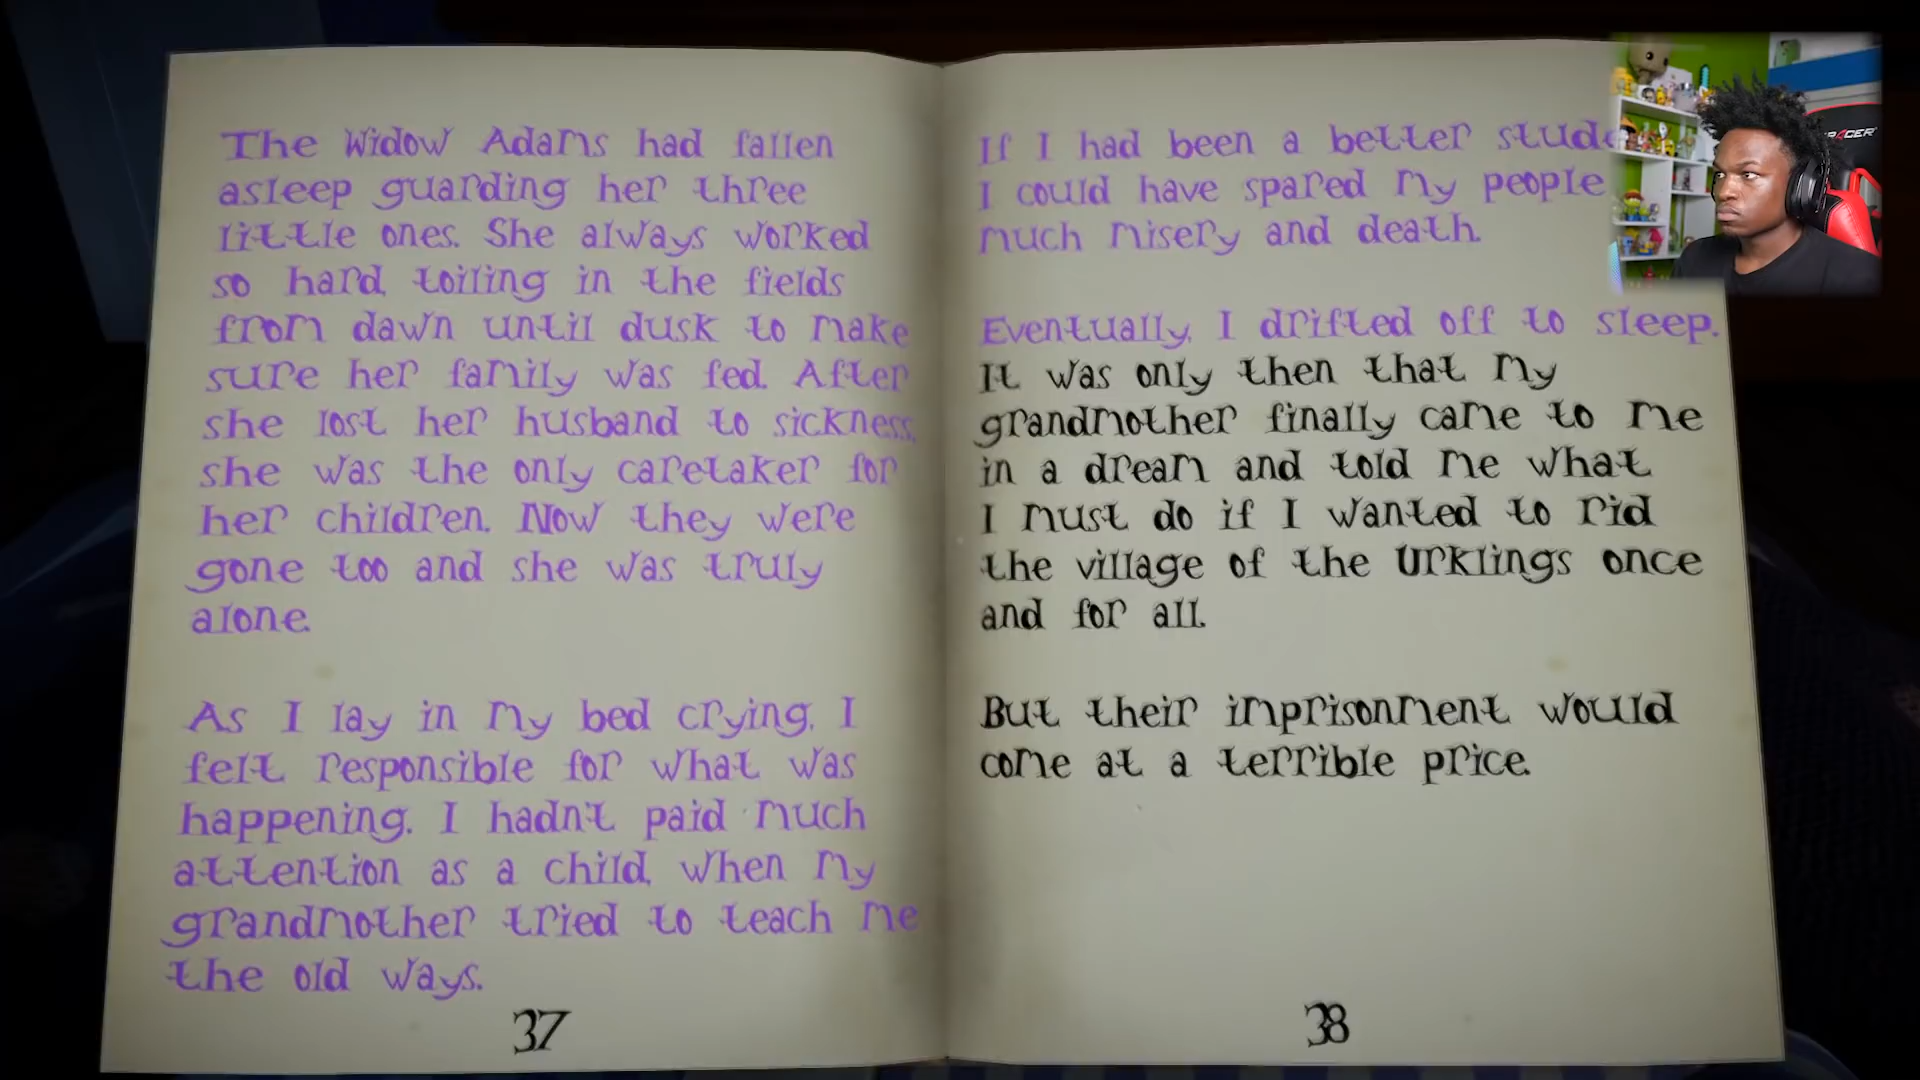 The Widow Adams had fallen
asleep guarding her three
little ones. She always worked
so hard, toiling in the fields
from dawn until dusk to make
sure her family was fed. After
she lost her husband to sickness,
she was the only caretaker for
her children. Now they were
gone too and she was truly
alone.
As I lay in my bed crying, I
felt responsible for what was
happening. I hadn't paid much
attention as a child, when my
grandmother tried to teach me
the old ways.
37
If I had been a better
I could have spared my people
much misery and death.
Eventually, I drifted off to sleep.
It was only then that my
grandmother finally came to me
in a dream and told me what
I must do if I wanted to rid
the village of the Urklings once
and for all.
But their imprisonment would
come at a terrible price.
38